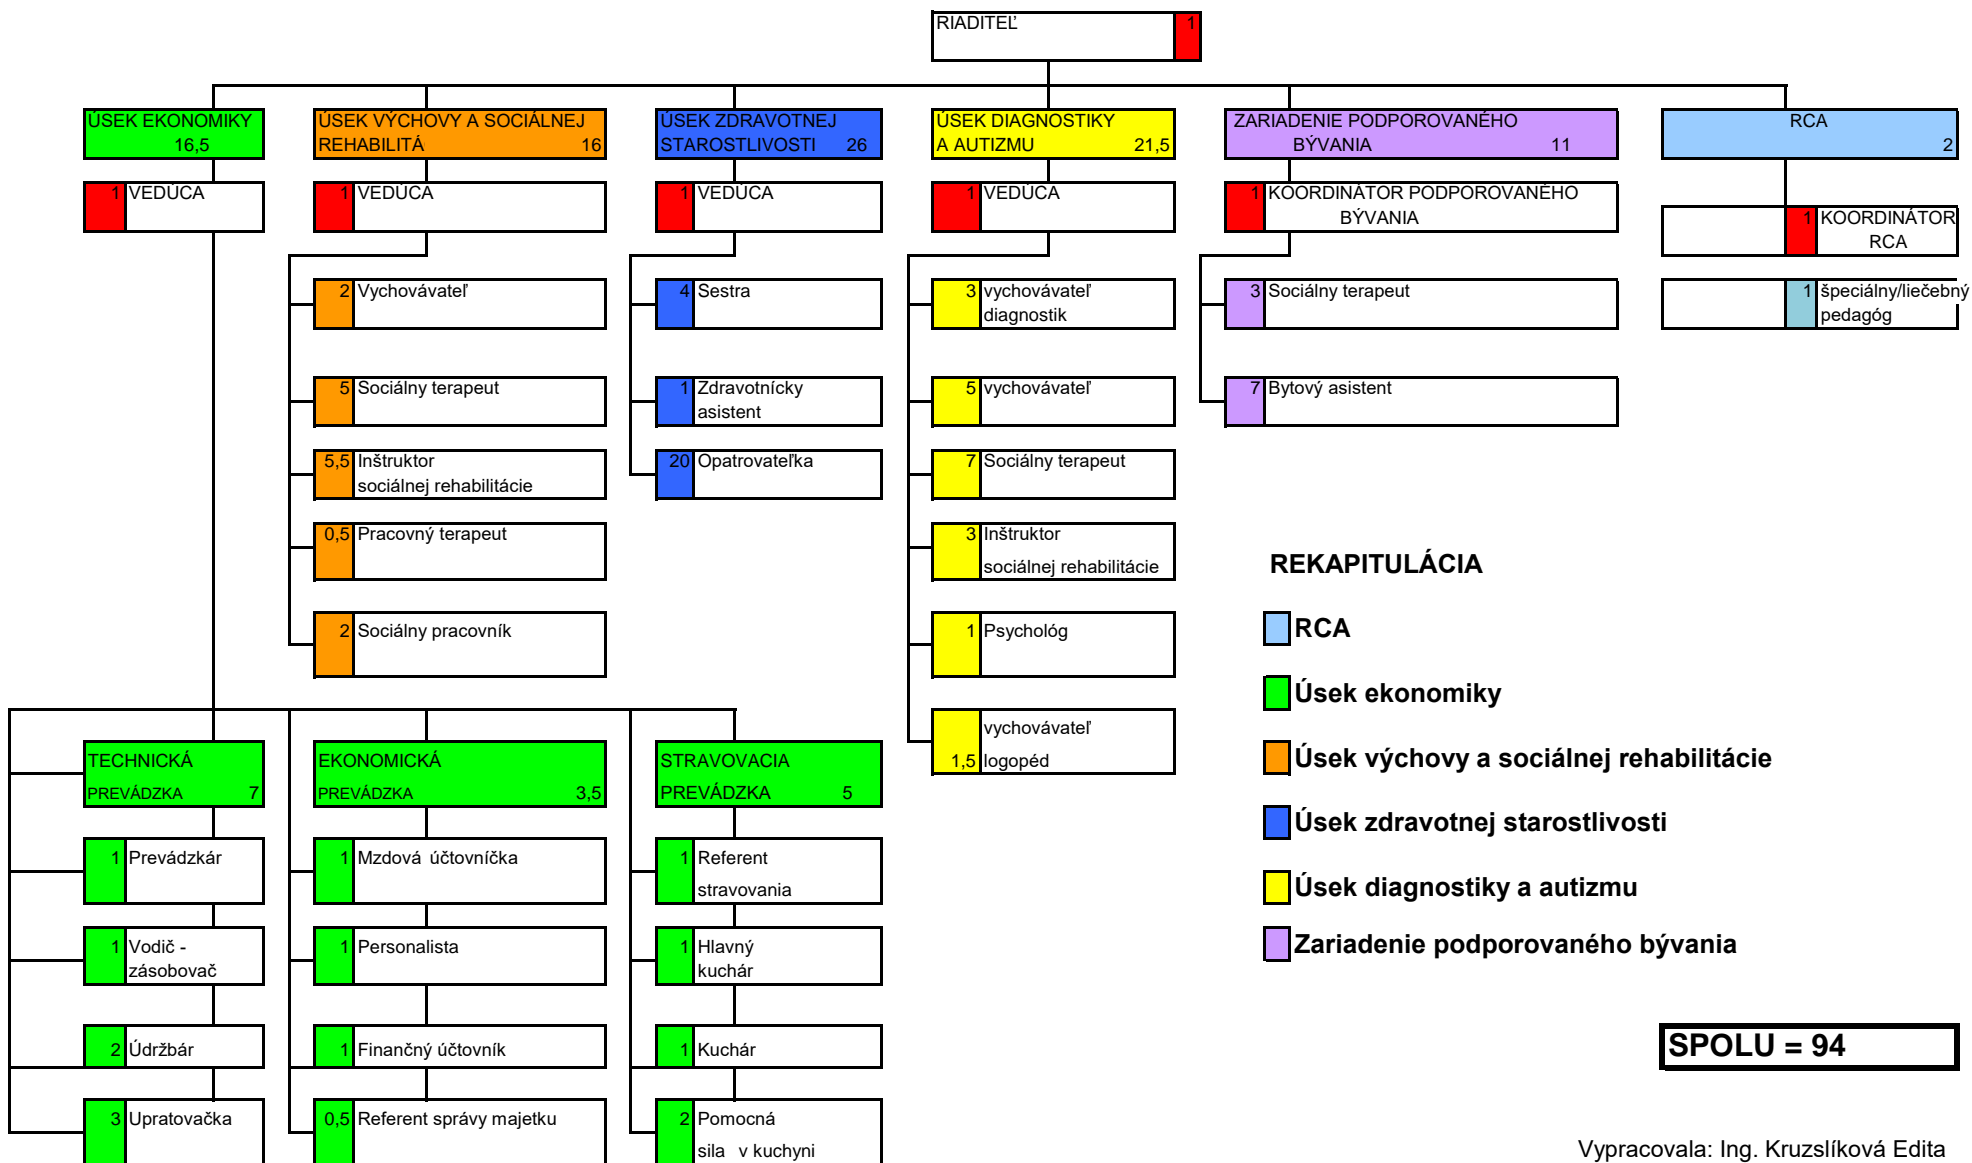 RIADITEĽ 1
ÚSEK EKONOMIKY
16,5
1 VEDÚCA
ÚSEK VÝCHOVY A SOCIÁLNEJ
REHABILITÁ 16
1 VEDÚCA
2 Vychovávateľ
5 Sociálny terapeut
5,5 Inštruktor
sociálnej rehabilitácie
0,5 Pracovný terapeut
2 Sociálny pracovník
ÚSEK ZDRAVOTNEJ
STAROSTLIVOSTI 26
1 VEDÚCA
4 Sestra
1 Zdravotnícky
asistent
20 Opatrovateľka
ÚSEK DIAGNOSTIKY
A AUTIZMU 21,5
1 VEDÚCA
3 vychovávateľ
diagnostik
5 vychovávateľ
7 Sociálny terapeut
3 Inštruktor
sociálnej rehabilitácie
1 Psychológ
vychovávateľ
1,5 logopéd
ZARIADENIE PODPOROVANÉHO
BÝVANIA 11
1 KOORDINÁTOR PODPOROVANÉHO
BÝVANIA
3 Sociálny terapeut
7 Bytový asistent
RCA
2
1 KOORDINÁTOR
RCA
1 špeciálny/liečebný
pedagóg
TECHNICKÁ
PREVÁDZKA 7
1 Prevádzkár
1 Vodič -
zásobovač
2 Údržbár
3 Upratovačka
EKONOMICKÁ
PREVÁDZKA 3,5
1 Mzdová účtovníčka
1 Personalista
1 Finančný účtovník
0,5 Referent správy majetku
STRAVOVACIA
PREVÁDZKA 5
1 Referent
stravovania
1 Hlavný
kuchár
1 Kuchár
2 Pomocná
sila v kuchyni
REKAPITULÁCIA
RCA
Úsek ekonomiky
Úsek výchovy a sociálnej rehabilitácie
Úsek zdravotnej starostlivosti
Úsek diagnostiky a autizmu
Zariadenie podporovaného bývania
SPOLU = 94
Vypracovala: Ing. Kruzslíková Edita